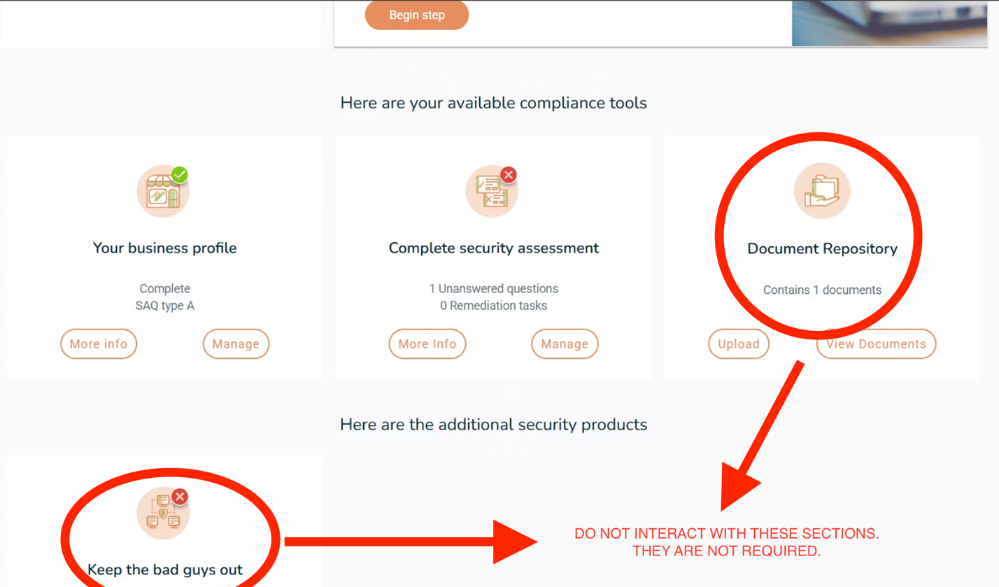 Begin step
Here are your available compliance tools
Your business profile
Complete
SAQ type A
More info
Manage
Complete security assessment
1 Unanswered questions
0 Remediation tasks
More Info
Manage
Document Repository
Contains 1 documents
Upload
View Documents
Here are the additional security products
Keep the bad guys out
DO NOT INTERACT WITH THESE SECTIONS.
THEY ARE NOT REQUIRED.